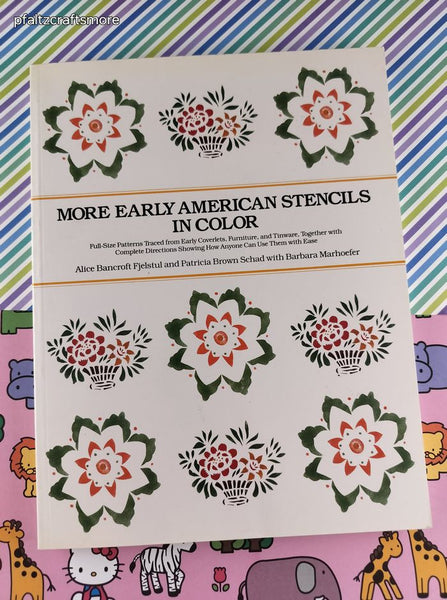 pfaltzcraftsmore
MORE EARLY AMERICAN STENCILS
IN COLOR
Full-Size Patterns Traced from Early Coverlets, Furniture, and Tinware, Together with
Complete Directions Showing How Anyone Can Use Them with Ease
Alice Bancroft Fjelstul and Patricia Brown Schad with Barbara Marhoefer